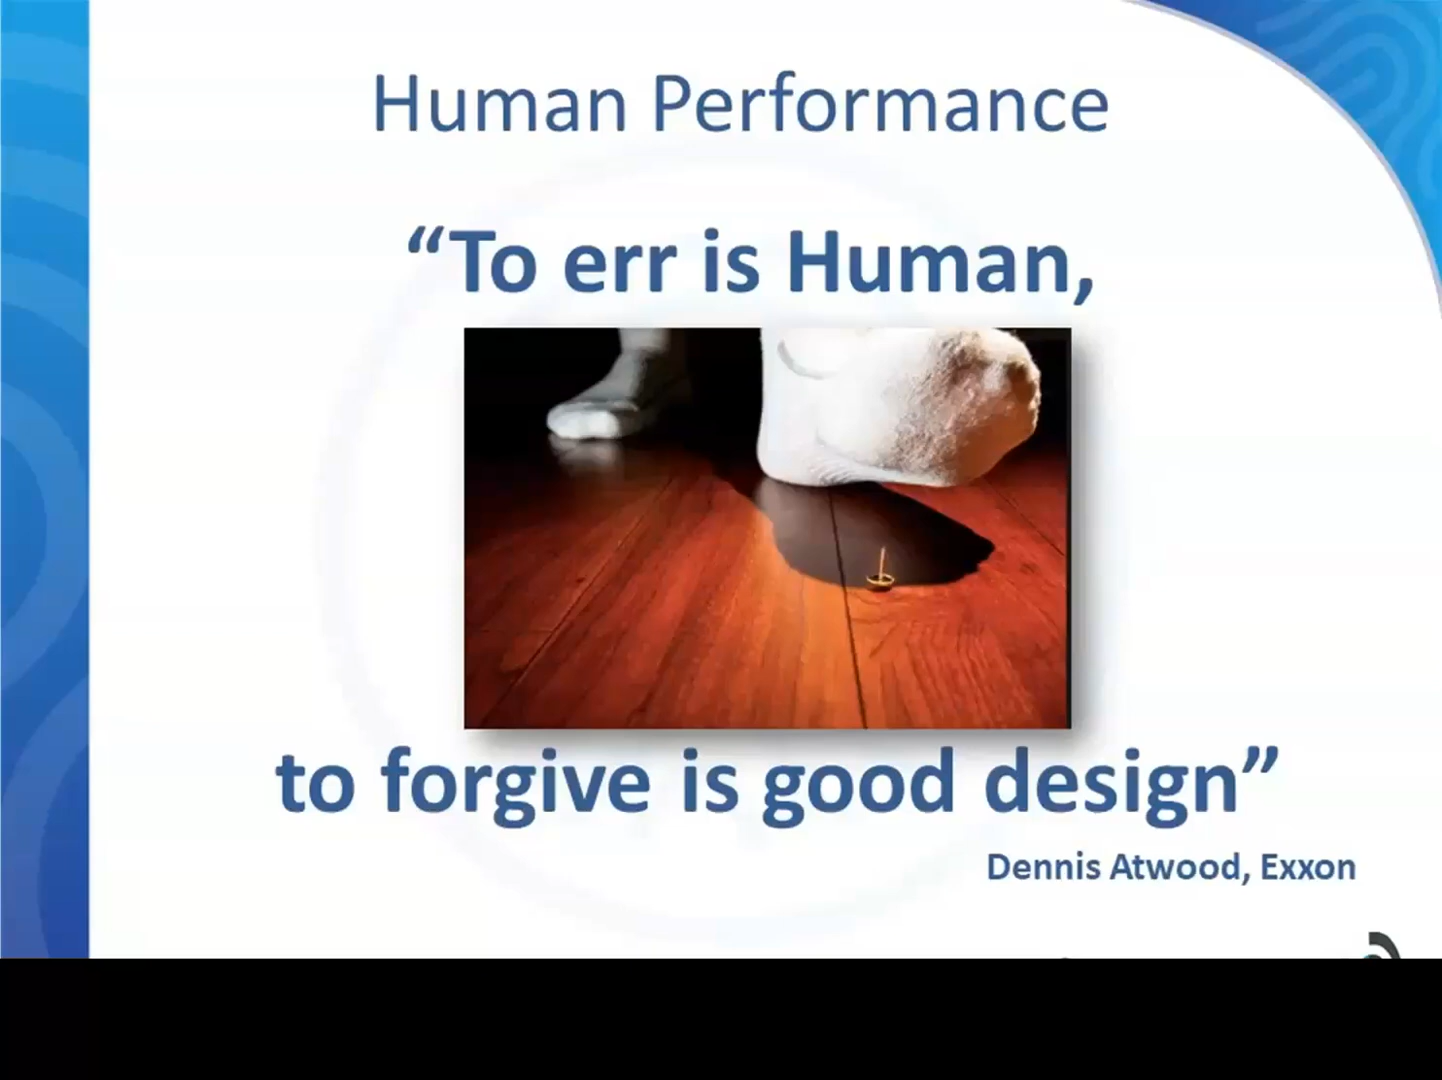 Human Performance
“To err is Human,
to forgive is good design”
Dennis Atwood, Exxon